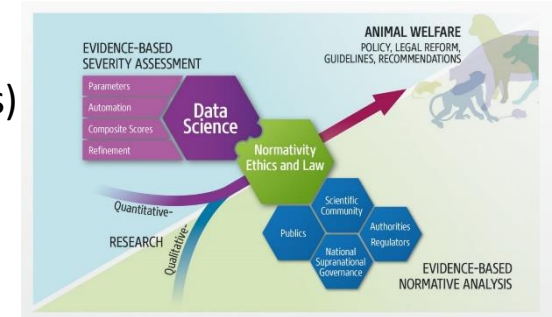 s)
EVIDENCE-BASED
SEVERITY ASSESSMENT
Parameters
Automation
Composite Scores
Refinement
Data
Science
Normativity
Ethics and Law
ANIMAL WELFARE
POLICY, LEGAL REFORM,
GUIDELINES, RECOMMENDATIONS
Quantitative-
RESEARCH
Qualitative-
Scientific
Community
Publics
Authorities
Regulators
National
Supranational
Governance
EVIDENCE-BASED
NORMATIVE ANALYSIS